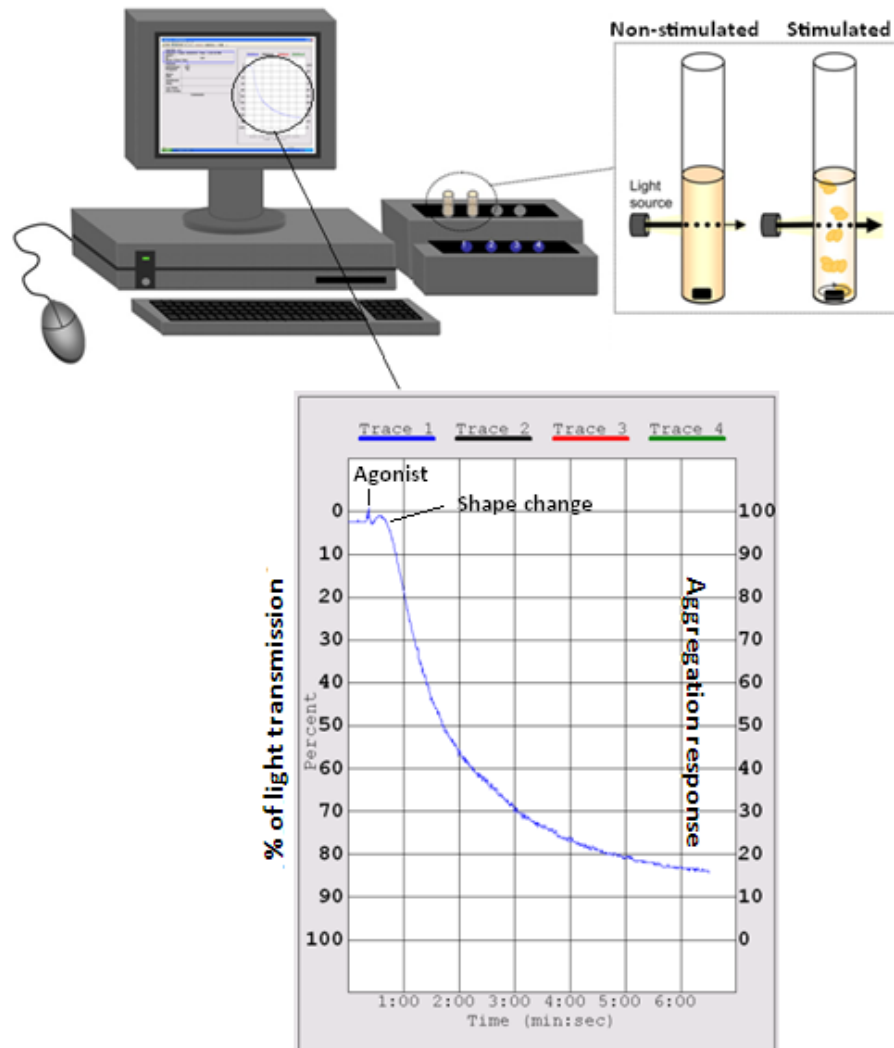 Non-stimulated Stimulated
Light
source
Trace 1 Trace 2 Trace 3 Trace 4
Agonist
Shape change
% of light transmission
Percent
Aggregation response
0 100
10 90
20 80
30 70
40 60
50 50
60 40
70 30
80 20
90 10
100 0
1:00 2:00 3:00 4:00 5:00 6:00
Time (min:sec)